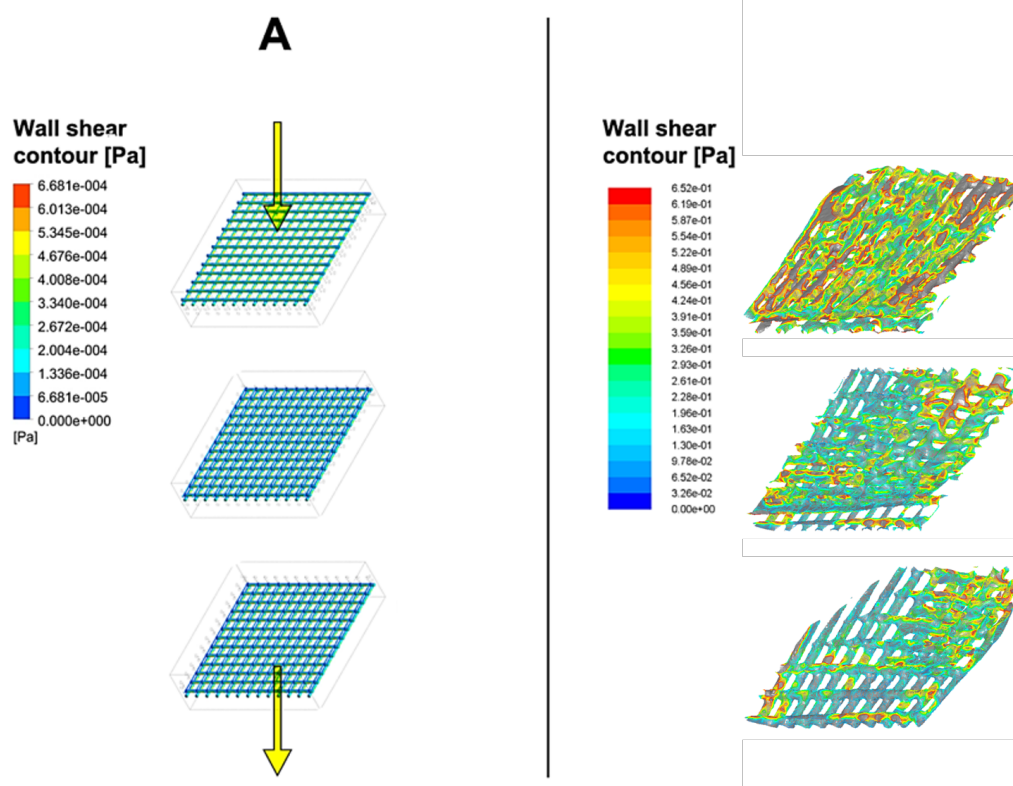 A
Wall shear
contour [Pa]
6.681e-004
6.013e-004
5.345e-004
4.676e-004
4.008e-004
3.340e-004
2.672e-004
2.004e-004
1.336e-004
6.681e-005
0.000e+000
[Pa]
Wall shear
contour [Pa]
6.52e-01
6.19e-01
5.87e-01
5.54e-01
5.22e-01
4.89e-01
4.56e-01
4.24e-01
3.91e-01
3.59e-01
3.26e-01
2.93e-01
2.61e-01
2.28e-01
1.96e-01
1.63e-01
1.30e-01
9.78e-02
6.52e-02
3.26e-02
0.00e+00